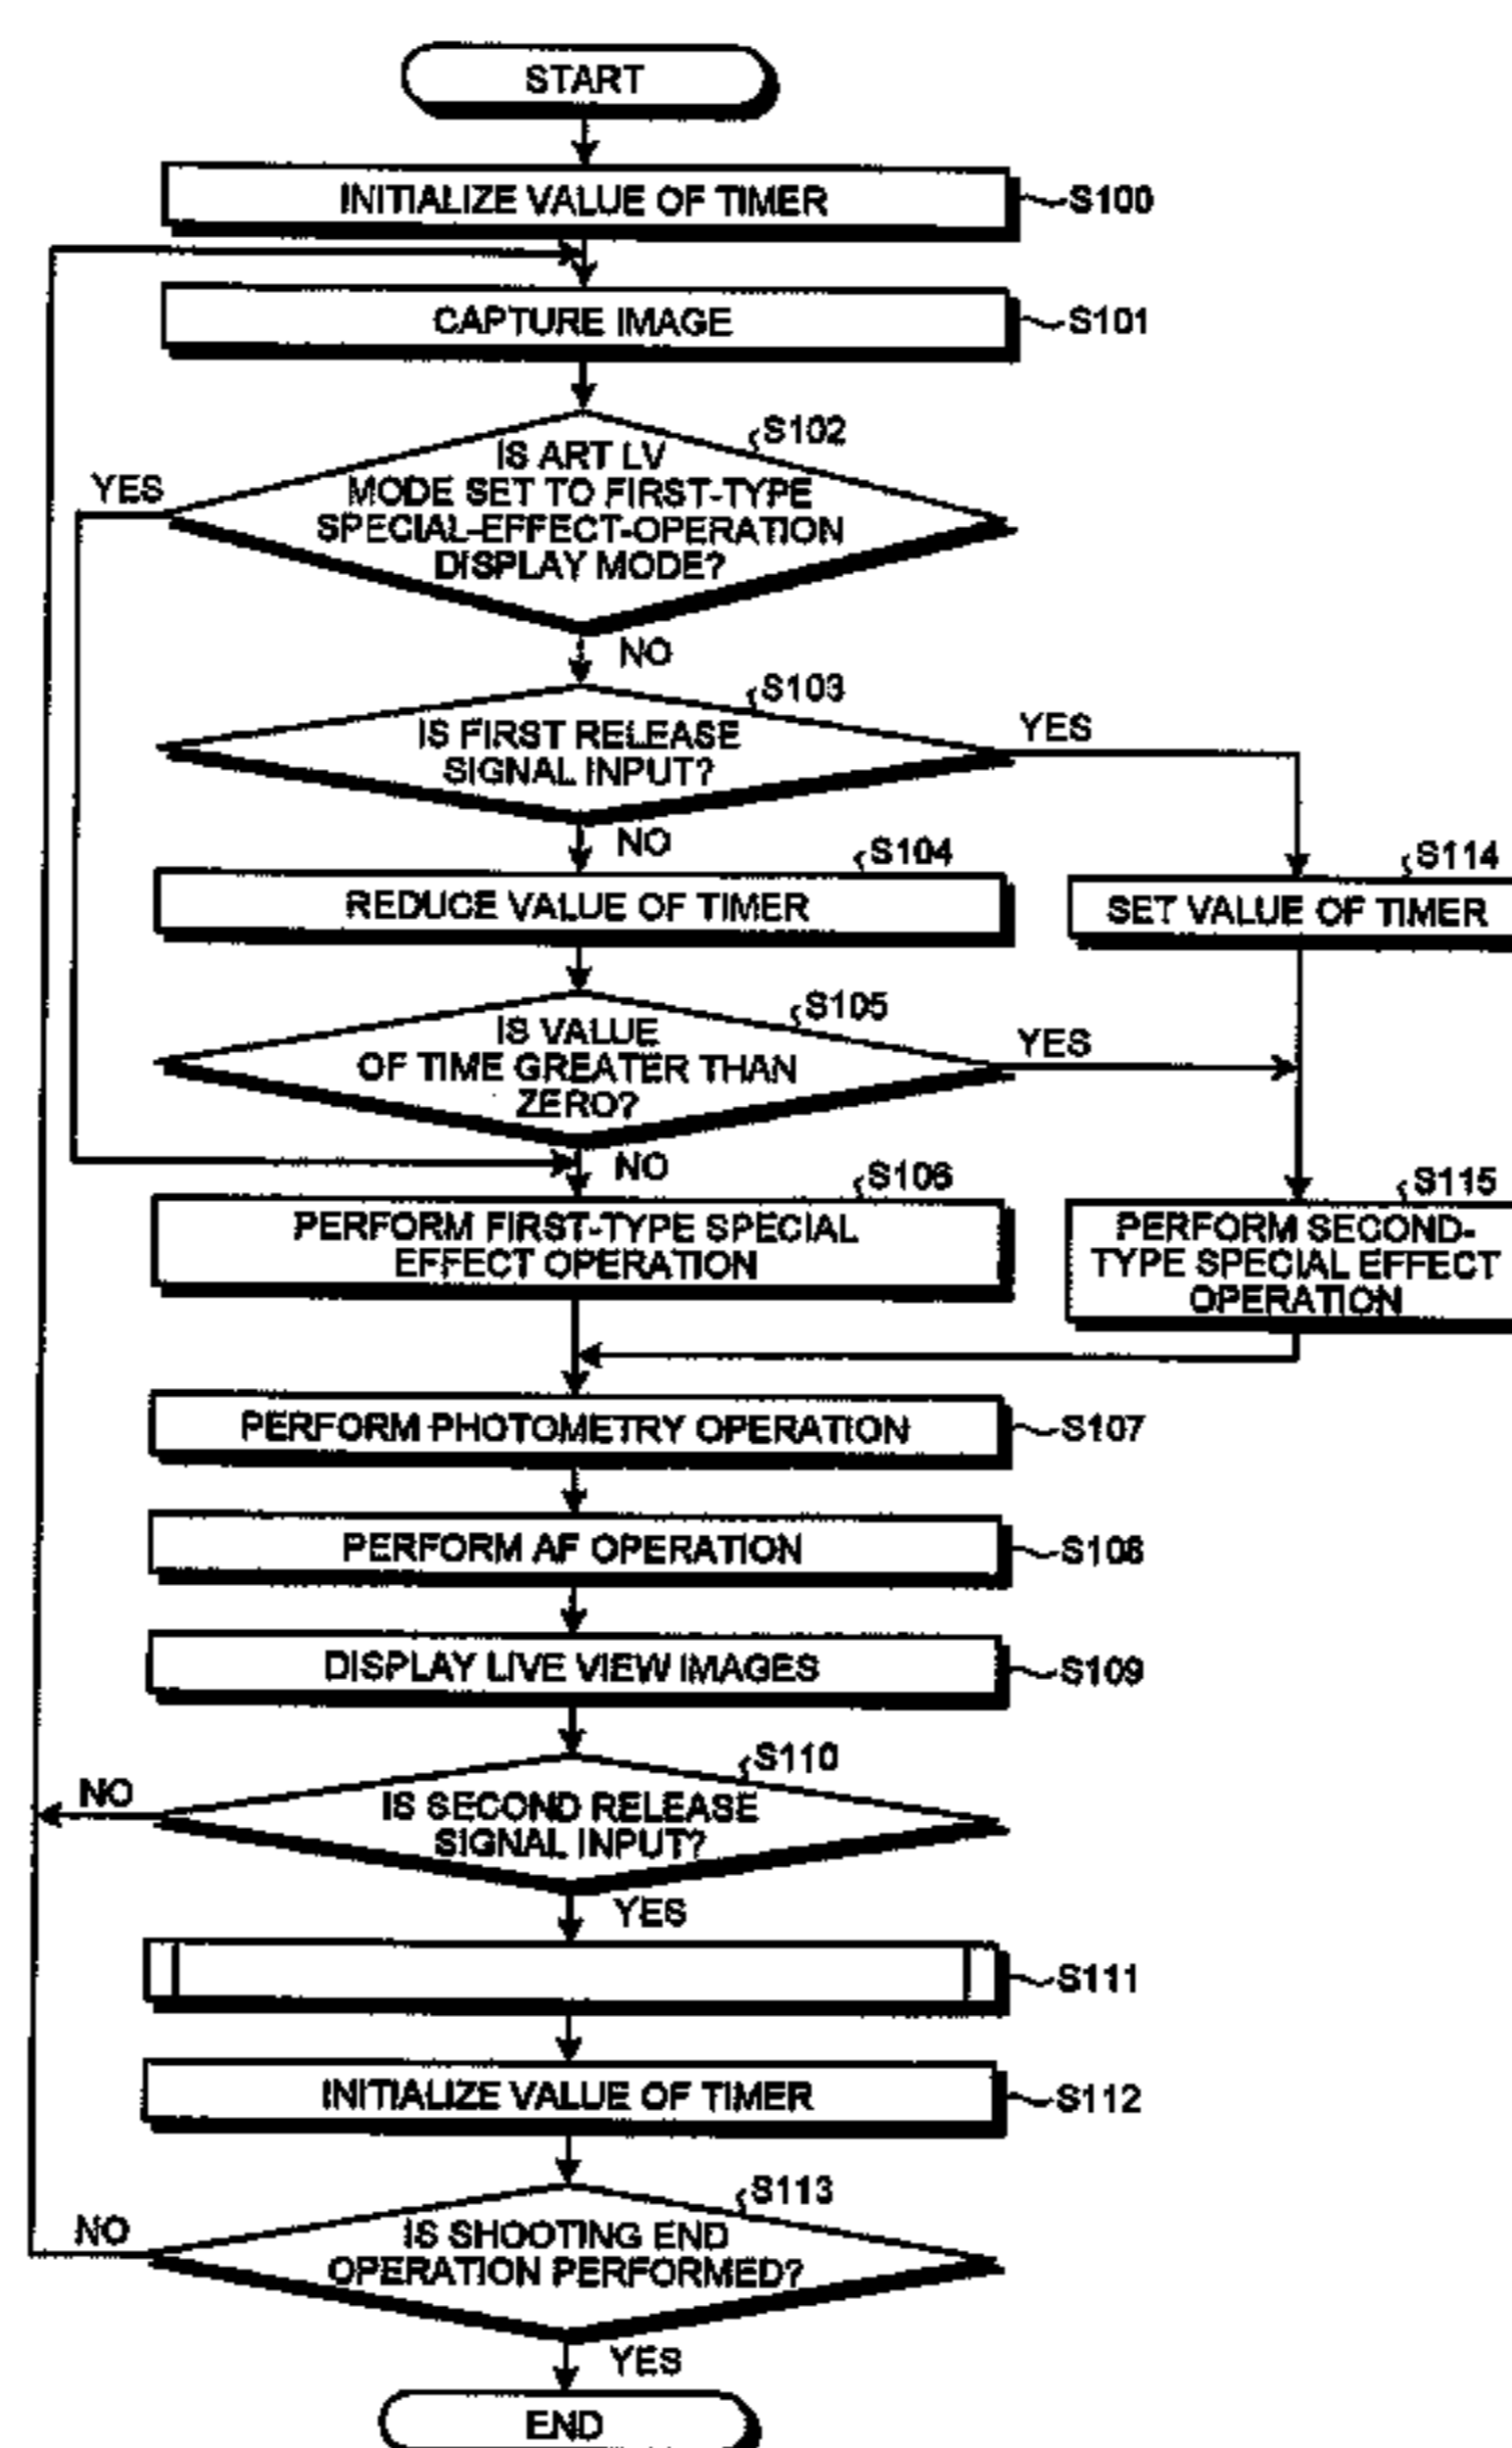 START
INITIALIZE VALUE OF TIMER
S100
CAPTURE IMAGE
S101
S102
IS ART LV
MODE SET TO FIRST-TYPE
SPECIAL-EFFECT-OPERATION
DISPLAY MODE?
YES
NO
S103
IS FIRST RELEASE
SIGNAL INPUT?
YES
NO
S104
REDUCE VALUE OF TIMER
S114
SET VALUE OF TIMER
S105
IS VALUE
OF TIME GREATER THAN
ZERO?
YES
NO
S106
PERFORM FIRST-TYPE SPECIAL
EFFECT OPERATION
S115
PERFORM SECOND-
TYPE SPECIAL EFFECT
OPERATION
PERFORM PHOTOMETRY OPERATION
S107
PERFORM AF OPERATION
S108
DISPLAY LIVE VIEW IMAGES
S109
S110
IS SECOND RELEASE
SIGNAL INPUT?
NO
YES
S111
INITIALIZE VALUE OF TIMER
S112
S113
IS SHOOTING END
OPERATION PERFORMED?
NO
YES
END